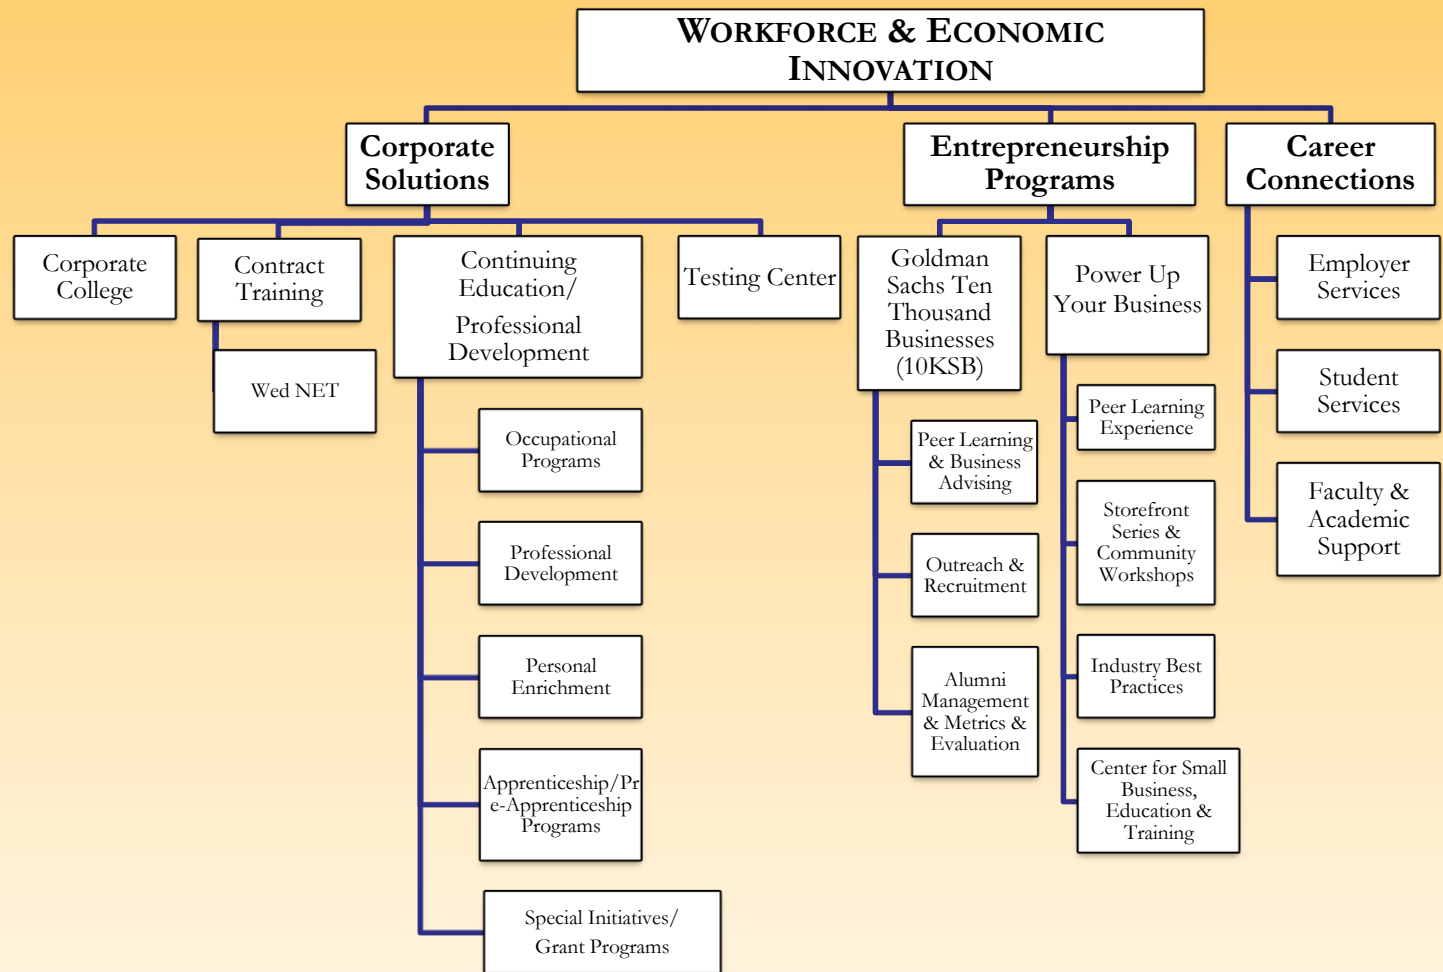 WORKFORCE & ECONOMIC
INNOVATION
Corporate
Solutions
Entrepreneurship
Programs
Career
Connections
Corporate
College
Contract
Training
Wed NET
Continuing
Education/
Professional
Development
Occupational
Programs
Professional
Development
Personal
Enrichment
Apprenticeship/Pr
e-Apprenticeship
Programs
Special Initiatives/
Grant Programs
Testing Center
Goldman
Sachs Ten
Thousand
Businesses
(10KSB)
Peer Learning
& Business
Advising
Outreach &
Recruitment
Alumni
Management
& Metrics &
Evaluation
Power Up
Your Business
Peer Learning
Experience
Storefront
Series &
Community
Workshops
Industry Best
Practices
Center for Small
Business,
Education &
Training
Employer
Services
Student
Services
Faculty &
Academic
Support